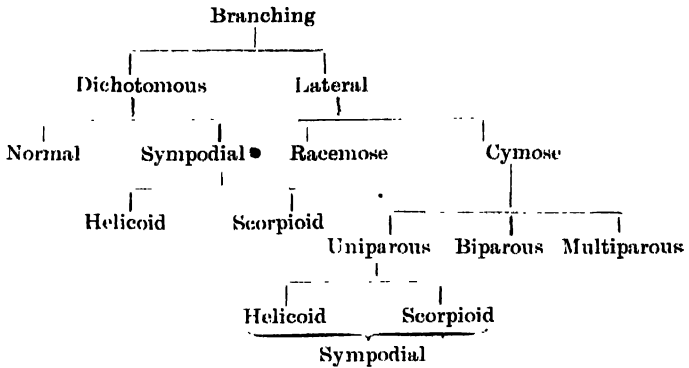 Branching
Dichotomous Lateral
Normal Sympodial Racemose Cymose
Helicoid Scorpioid
Uniparous Biparous Multiparous
Helicoid Scorpioid
Sympodial